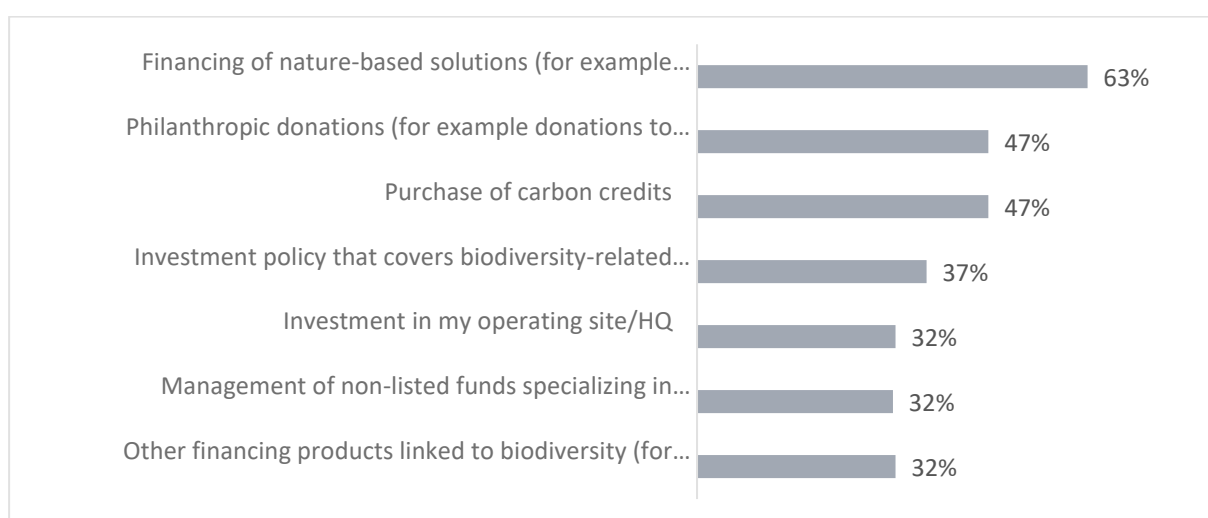 Financing of nature-based solutions (for example... 63%
Philanthropic donations (for example donations to... 47%
Purchase of carbon credits 47%
Investment policy that covers biodiversity-related... 37%
Investment in my operating site/HQ 32%
Management of non-listed funds specializing in... 32%
Other financing products linked to biodiversity (for... 32%